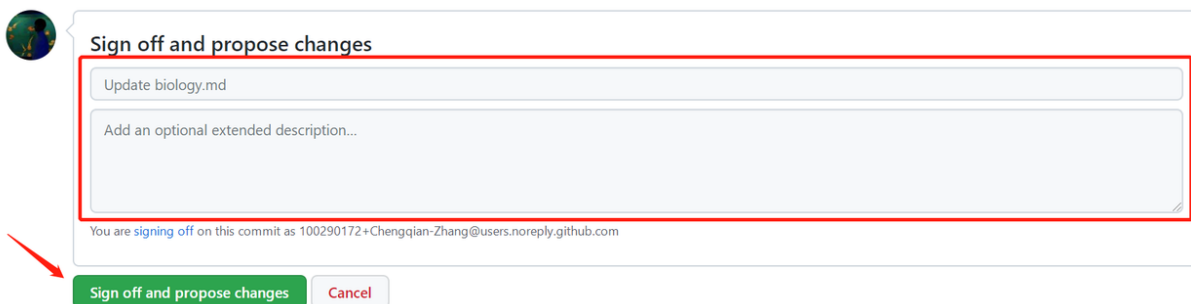 Sign off and propose changes
Update biology.md
Add an optional extended description...
You are signing off on this commit as 100290172+Chengqian-Zhang@users.noreply.github.com
Sign off and propose changes
Cancel